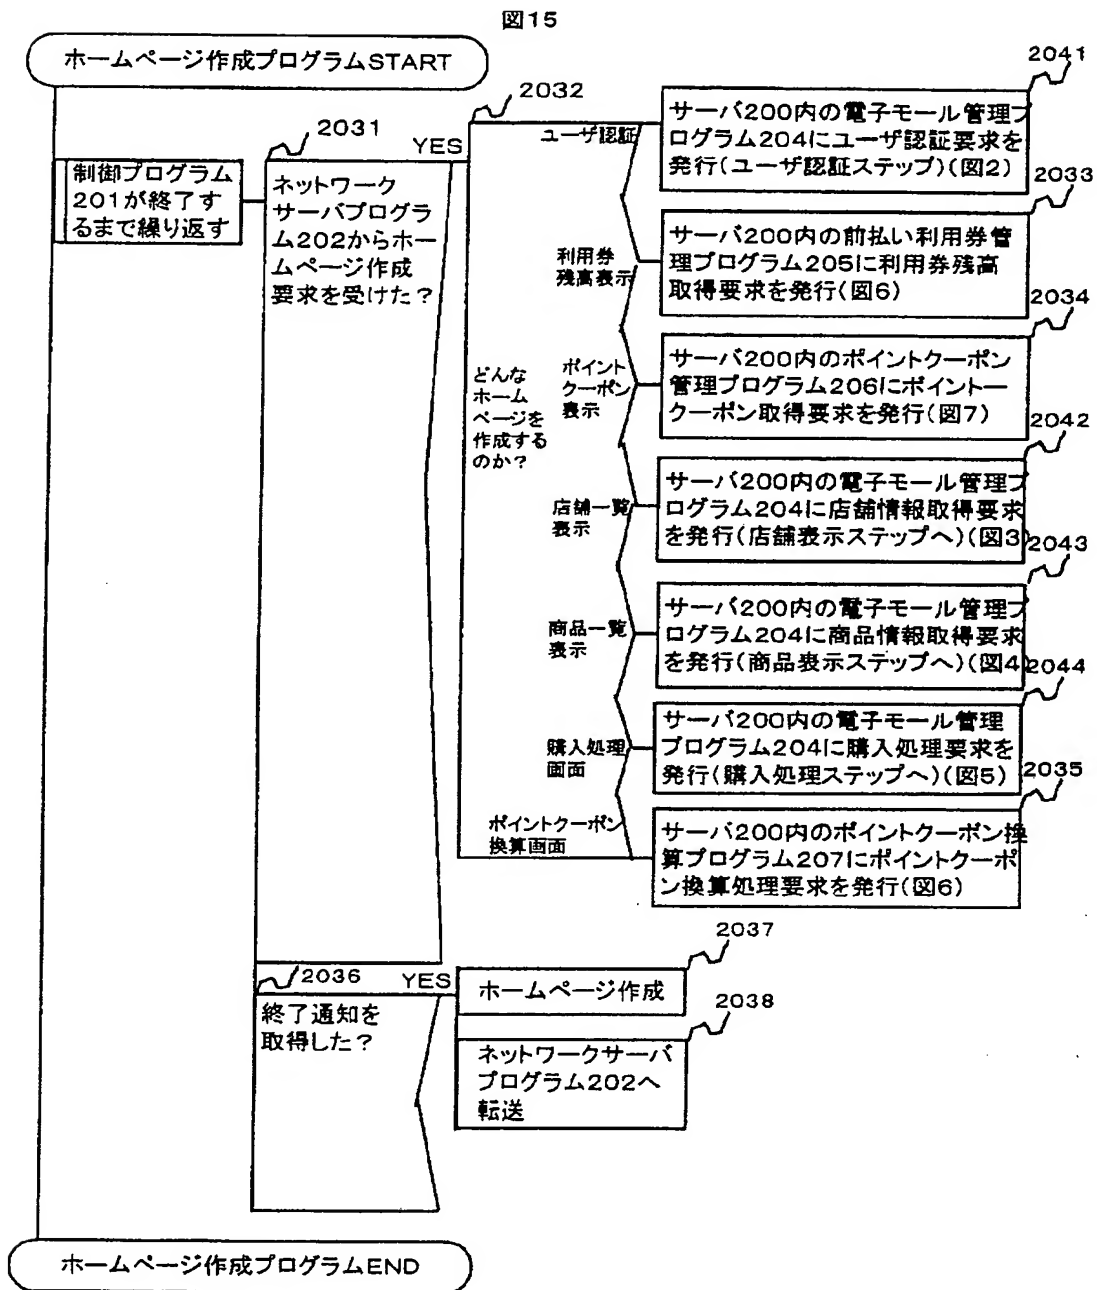 図15
ホームページ作成プログラムSTART
制御プログラム
201が終了す
るまで繰り返す
2031
YES
ネットワーク
サーバプログラ
ム202からホー
ムページ作成
要求を受けた？
2032
どんな
ホーム
ページを
作成する
のか？
ユーザ認証
2041
サーバ200内の電子モール管理プ
ログラム204にユーザ認証要求を
発行(ユーザ認証ステップ)(図2)
利用券
残高表示
2033
サーバ200内の前払い利用券管
理プログラム205に利用券残高
取得要求を発行(図6)
ポイント
クーポン
表示
2034
サーバ200内のポイントクーポン
管理プログラム206にポイントー
クーポン取得要求を発行(図7)
店舗一覧
表示
2042
サーバ200内の電子モール管理プ
ログラム204に店舗情報取得要求
を発行(店舗表示ステップへ)(図3)
商品一覧
表示
2043
サーバ200内の電子モール管理プ
ログラム204に商品情報取得要求
を発行(商品表示ステップへ)(図4)
購入処理
画面
2044
サーバ200内の電子モール管理
プログラム204に購入処理要求を
発行(購入処理ステップへ)(図5)
ポイントクーポン
換算画面
2035
サーバ200内のポイントクーポン換
算プログラム207にポイントクーポ
ン換算処理要求を発行(図6)
2036
YES
終了通知を
取得した？
2037
ホームページ作成
2038
ネットワークサーバ
プログラム202へ
転送
ホームページ作成プログラムEND